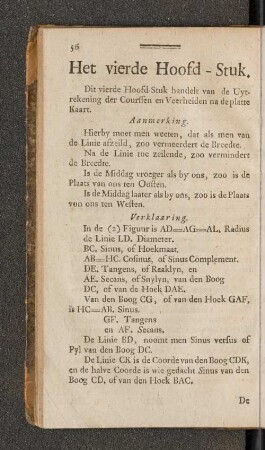 56
Het vierde Hoofd-Stuk.
Dit vierde Hoofd-Stuk handelt van de Uyt-
rekening der Courssen en Veerheiden na de platte
Kaart.
Aanmerking.
Hierby moet men weeten, dat als men van
de Linie afzeild, zoo vermeerdert de Breedte.
Na de Linie toe zeilende, zoo vermindert
de Breedte.
Is de Middag vroeger als by ons, zoo is de
Plaats van ons ten Oosten.
Is de Middag laater als by ons, zoo is de Plaats
von ons ten Westen.
Verklaaring.
In de (2) Figuur is AD=AG=AL, Radius
de Linie LD. Diameter.
BC. Sinus, of Hoekmaat.
AB=HC. Cosinus, of Sinus Complement.
DE. Tangens, of Raaklyn, en
AE. Secans, of Snylyn, van den Boog
DC, of van de Hoek DAE.
Van den Boog CG, of van den Hoek GAF,
is HC=AB. Sinus.
GF. Tangens
en AF. Secans.
De Linie BD, noomt men Sinus versus of
Pyl van den Boog DC.
De Linie CK is de Coorde van den Boog CDK,
en de halve Coorde is wie gedacht Sinus van den
Boog CD, of van den Hoek BAC.
De